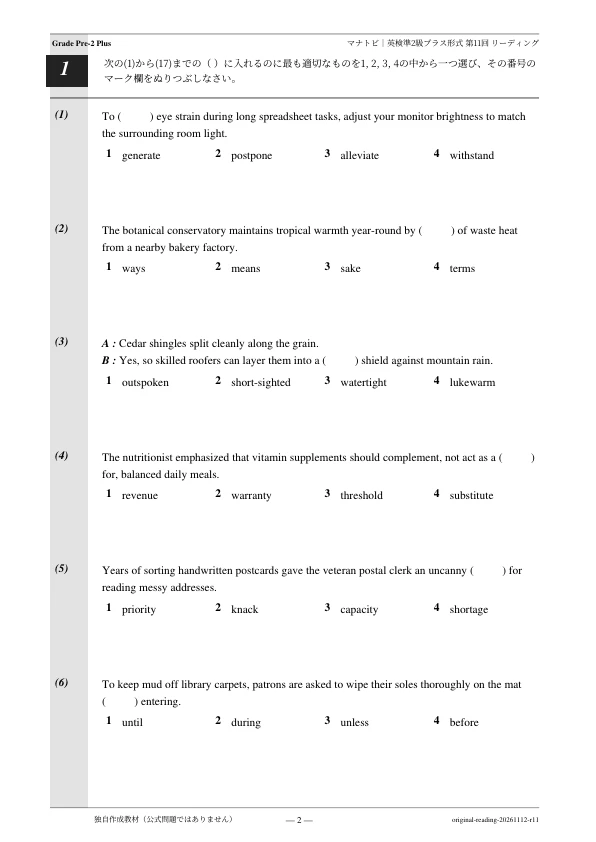 Grade Pre-2 Plus
マナトビ｜英検準2級プラス形式 第11回 リーディング
1
次の(1)から(17)までの（ ）に入れるのに最も適切なものを1, 2, 3, 4の中から一つ選び、その番号の
マーク欄をぬりつぶしなさい。
(1)
To ( ) eye strain during long spreadsheet tasks, adjust your monitor brightness to match
the surrounding room light.
1 generate 2 postpone 3 alleviate 4 withstand
(2)
The botanical conservatory maintains tropical warmth year-round by ( ) of waste heat
from a nearby bakery factory.
1 ways 2 means 3 sake 4 terms
(3)
A : Cedar shingles split cleanly along the grain.
B : Yes, so skilled roofers can layer them into a ( ) shield against mountain rain.
1 outspoken 2 short-sighted 3 watertight 4 lukewarm
(4)
The nutritionist emphasized that vitamin supplements should complement, not act as a ( )
for, balanced daily meals.
1 revenue 2 warranty 3 threshold 4 substitute
(5)
Years of sorting handwritten postcards gave the veteran postal clerk an uncanny ( ) for
reading messy addresses.
1 priority 2 knack 3 capacity 4 shortage
(6)
To keep mud off library carpets, patrons are asked to wipe their soles thoroughly on the mat
( ) entering.
1 until 2 during 3 unless 4 before
独自作成教材（公式問題ではありません）
— 2 —
original-reading-20261112-r11